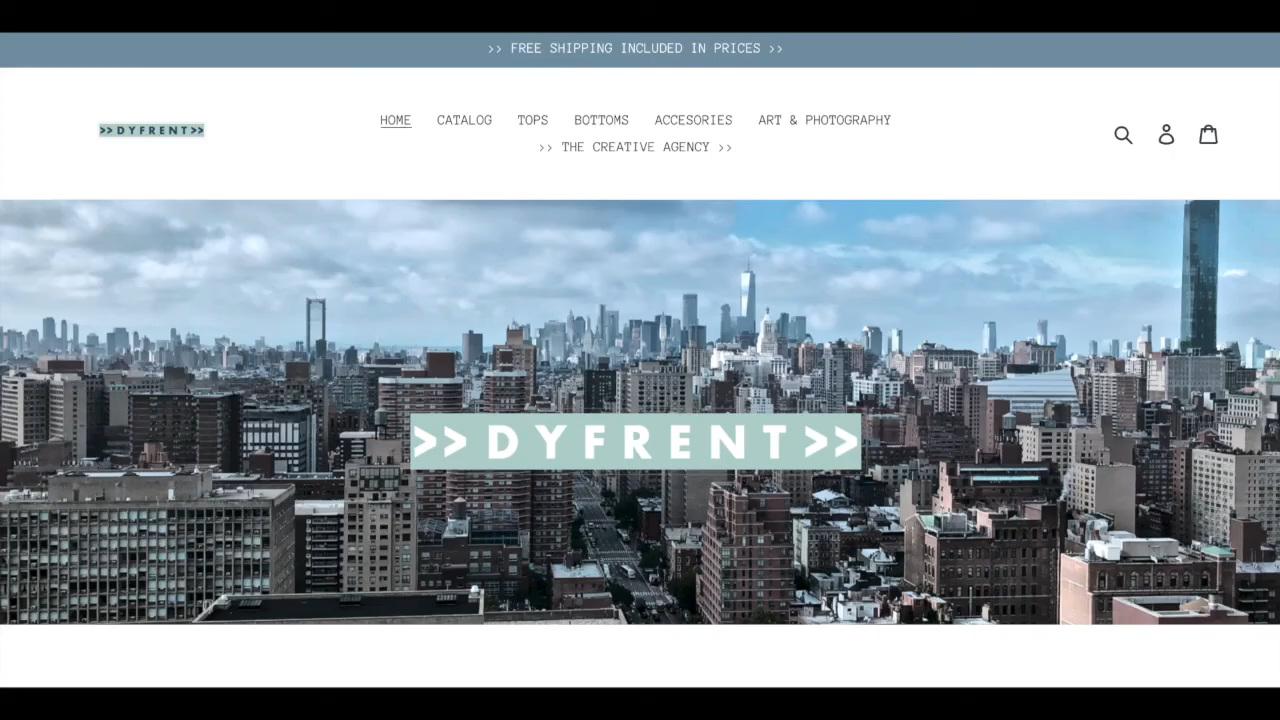 >> FREE SHIPPING INCLUDED IN PRICES >>
>>DYFRENT>>
HOME CATALOG TOPS BOTTOMS ACCESORIES ART & PHOTOGRAPHY
>> THE CREATIVE AGENCY >>
>>DYFRENT>>